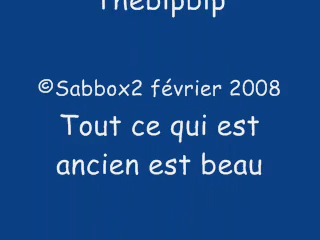 Thebipbip
©Sabbox2 février 2008
Tout ce qui est
ancien est beau